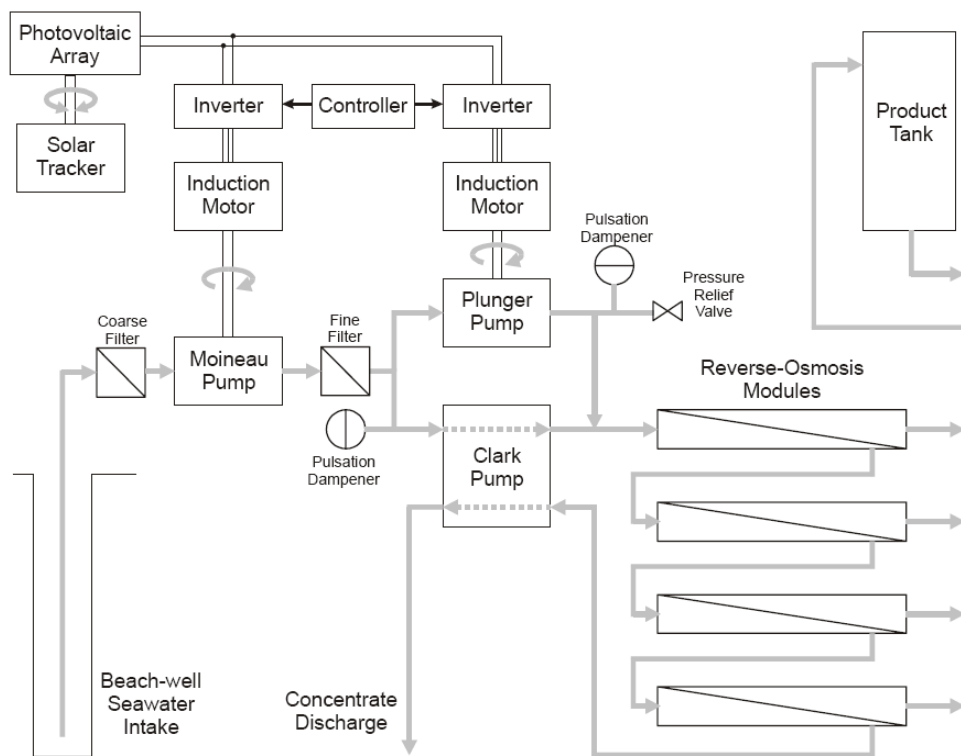 Photovoltaic
Array
Solar
Tracker
Inverter
Controller
Inverter
Induction
Motor
Induction
Motor
Product
Tank
Pulsation
Dampener
Plunger
Pump
Pressure
Relief
Valve
Coarse
Filter
Moineau
Pump
Fine
Filter
Reverse-Osmosis
Modules
Pulsation
Dampener
Clark
Pump
Beach-well
Seawater
Intake
Concentrate
Discharge